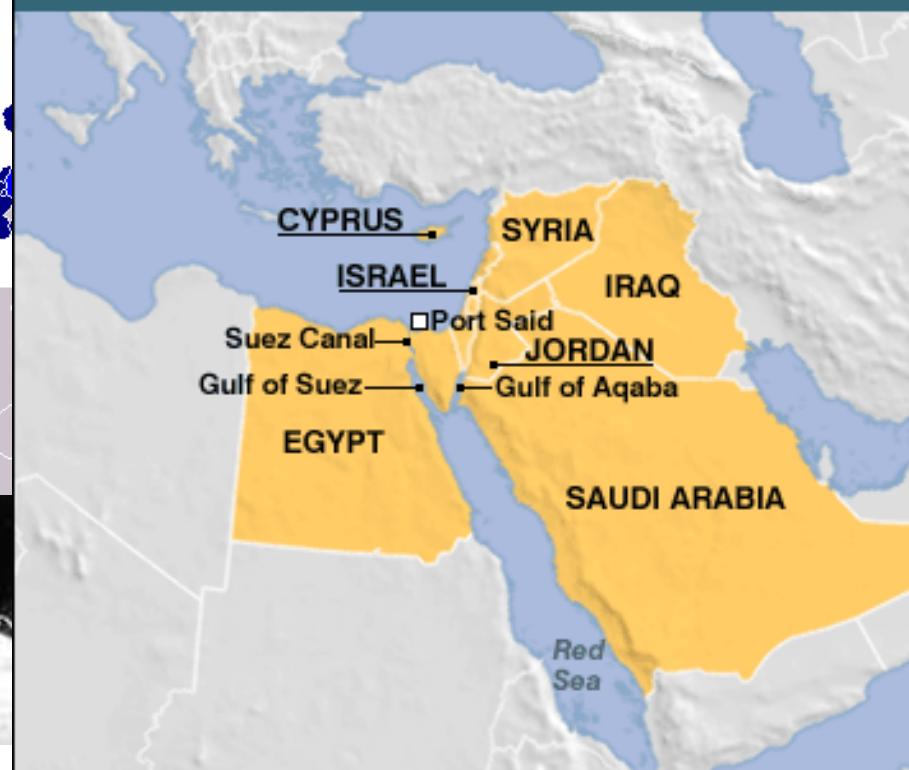 CYPRUS
SYRIA
ISRAEL
IRAQ
Port Said
Suez Canal
JORDAN
Gulf of Suez
Gulf of Aqaba
EGYPT
SAUDI ARABIA
Red
Sea